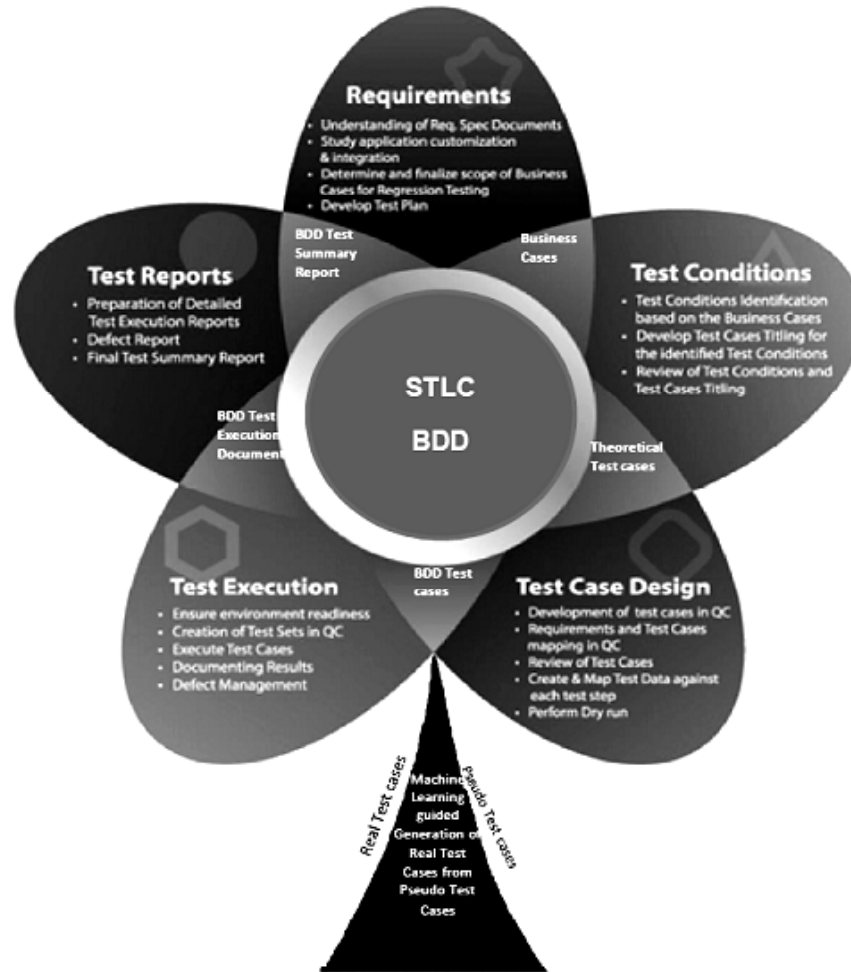 Requirements
• Understanding of Req. Spec Documents
• Study application customization
& integration
• Determine and finalize scope of Business
Cases for Regression Testing
• Develop Test Plan
BDD Test
Summary
Report
Business
Cases
Test Reports
• Preparation of Detailed
Test Execution Reports
• Defect Report
• Final Test Summary Report
Test Conditions
• Test Conditions Identification
based on the Business Cases
• Develop Test Cases Titling for
the identified Test Conditions
• Review of Test Conditions and
Test Cases Titling
STLC
BDD
BDD Test
Execution
Document
Theoretical
Test cases
BDD Test
cases
Test Execution
• Ensure environment readiness
• Creation of Test Sets in QC
• Execute Test Cases
• Documenting Results
• Defect Management
Test Case Design
• Development of test cases in QC
• Requirements and Test Cases
mapping in QC
• Review of Test Cases
• Create & Map Test Data against
each test step
• Perform Dry run
Real Test cases
Machine
Learning
guided
Generation of
Real Test
Cases from
Pseudo Test
Cases
Pseudo Test cases